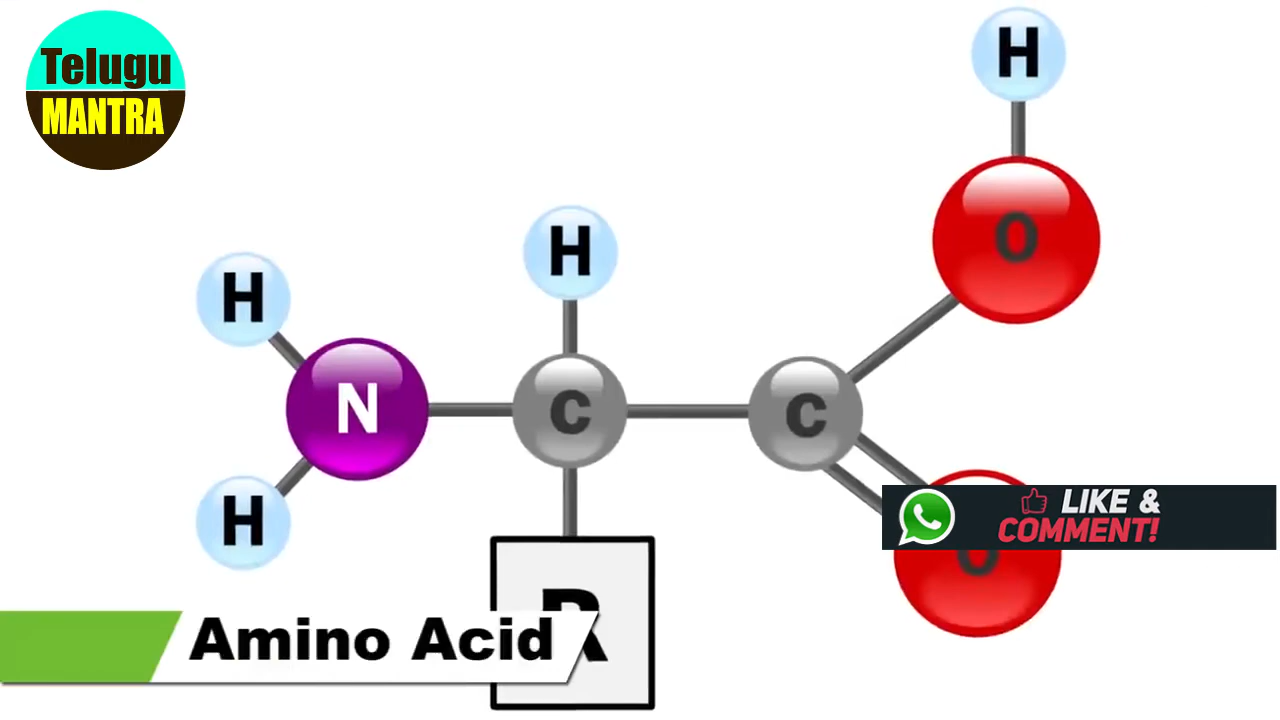 Telugu
MANTRA
H
O
H
H
N
C
C
H
LIKE &
COMMENT!
O
R
Amino Acid